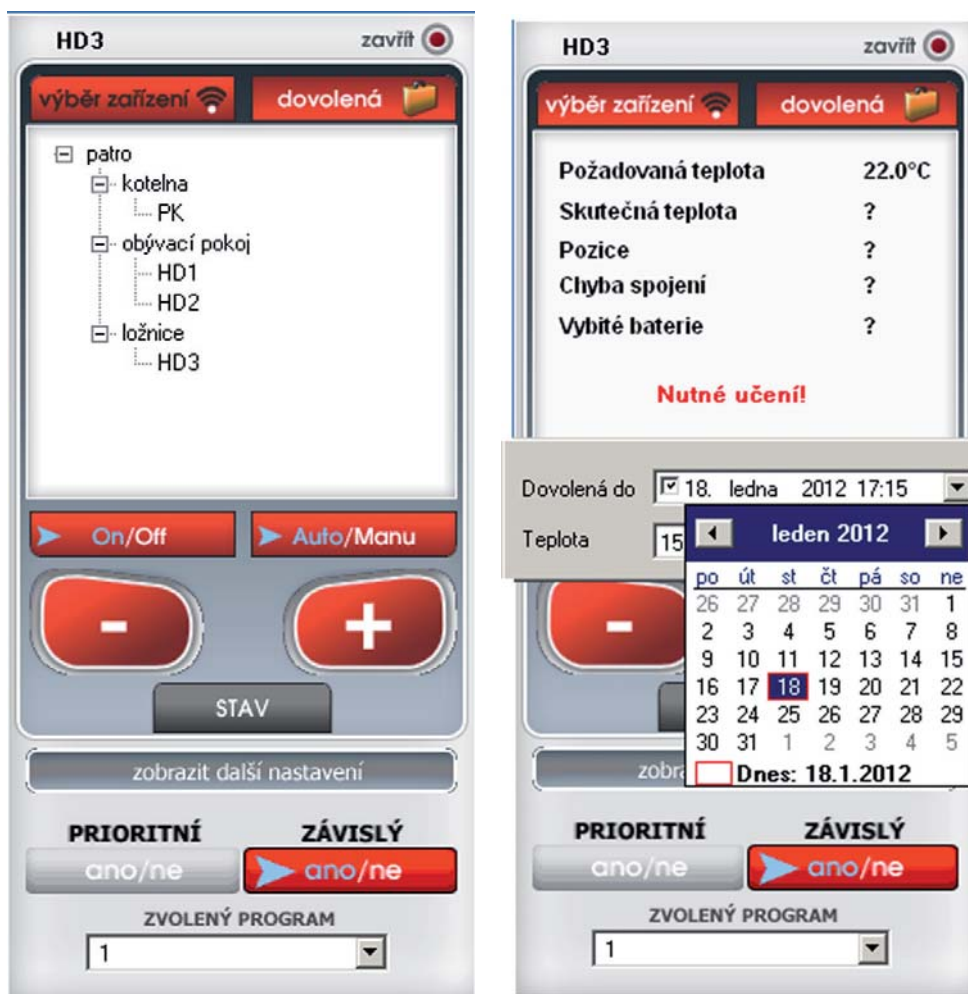 HD3 zavřít
výběr zařízení dovolená
patro
kotelna
PK
obývací pokoj
HD1
HD2
ložnice
HD3
On/Off Auto/Manu
- +
STAV
zobrazit další nastavení
PRIORITNÍ ZÁVISLÝ
ano/ne ano/ne
ZVOLENÝ PROGRAM
1
HD3 zavřít
výběr zařízení dovolená
Požadovaná teplota 22.0°C
Skutečná teplota ?
Pozice ?
Chyba spojení ?
Vybité baterie ?
Nutné učení!
Dovolená do 18. ledna 2012 17:15
Teplota 15
leden 2012
po út st čt pá so ne
26 27 28 29 30 31 1
2 3 4 5 6 7 8
9 10 11 12 13 14 15
16 17 18 19 20 21 22
23 24 25 26 27 28 29
30 31 1 2 3 4 5
Dnes: 18.1.2012
-
zobra
PRIORITNÍ ZÁVISLÝ
ano/ne ano/ne
ZVOLENÝ PROGRAM
1